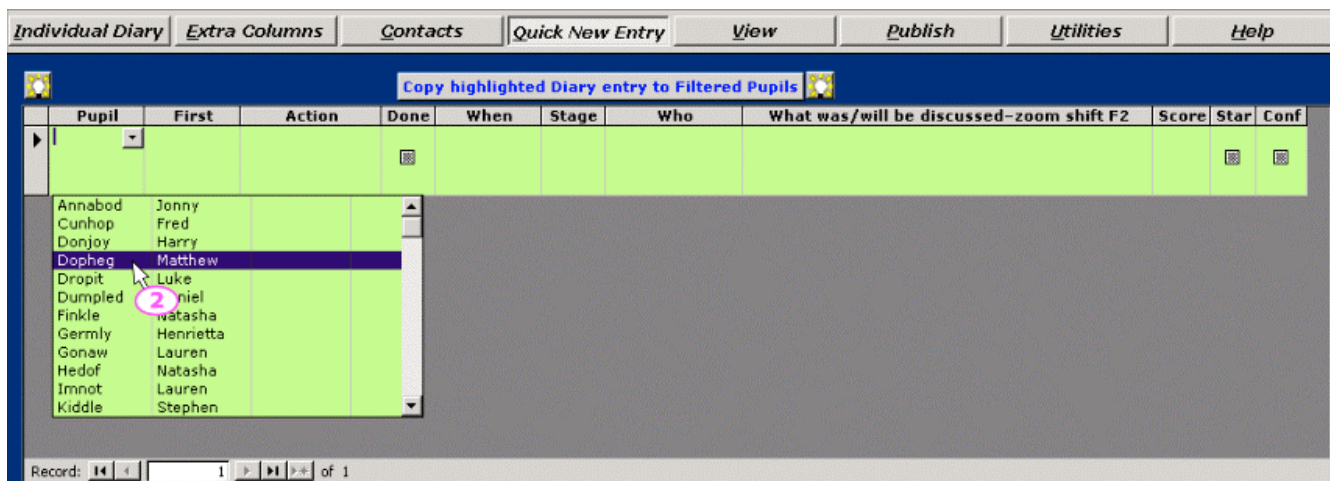 Individual Diary Extra Columns Contacts Quick New Entry View Publish Utilities Help
Copy highlighted Diary entry to Filtered Pupils
Pupil First Action Done When Stage Who What was/will be discussed-zoom shift F2 Score Star Conf
Annabod Jonny
Cunhop Fred
Donjoy Harry
Dopheg Matthew
Dropit Luke
Dumpled niel
2
Finkle Natasha
Germly Henrietta
Gonaw Lauren
Hedof Natasha
Imnot Lauren
Kiddle Stephen
Record: 1 of 1